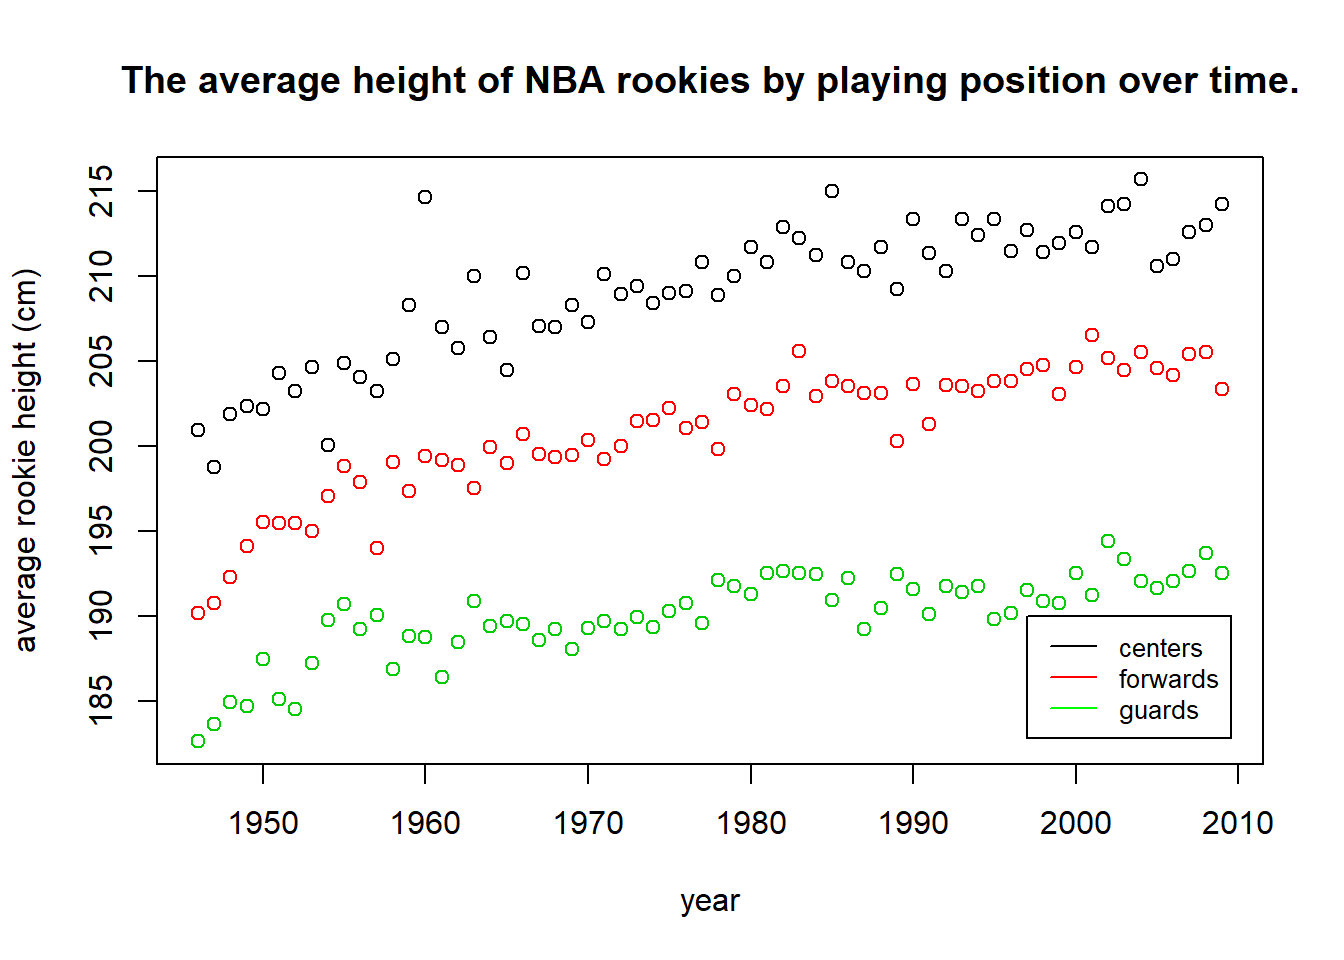 The average height of NBA rookies by playing position over time.
average rookie height (cm)
215
210
205
200
195
190
185
centers
forwards
guards
1950 1960 1970 1980 1990 2000 2010
year